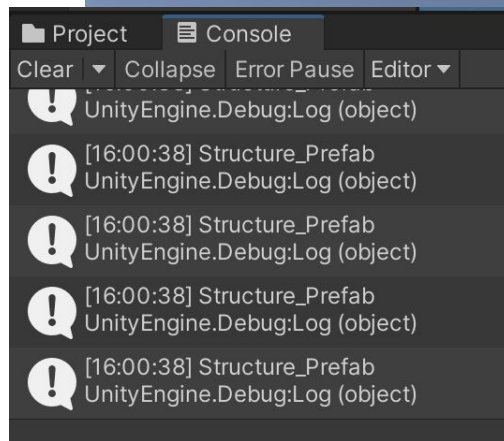 Project
Console
Clear
Collapse
Error Pause
Editor
UnityEngine.Debug:Log (object)
[16:00:38] Structure_Prefab
UnityEngine.Debug:Log (object)
[16:00:38] Structure_Prefab
UnityEngine.Debug:Log (object)
[16:00:38] Structure_Prefab
UnityEngine.Debug:Log (object)
[16:00:38] Structure_Prefab
UnityEngine.Debug:Log (object)